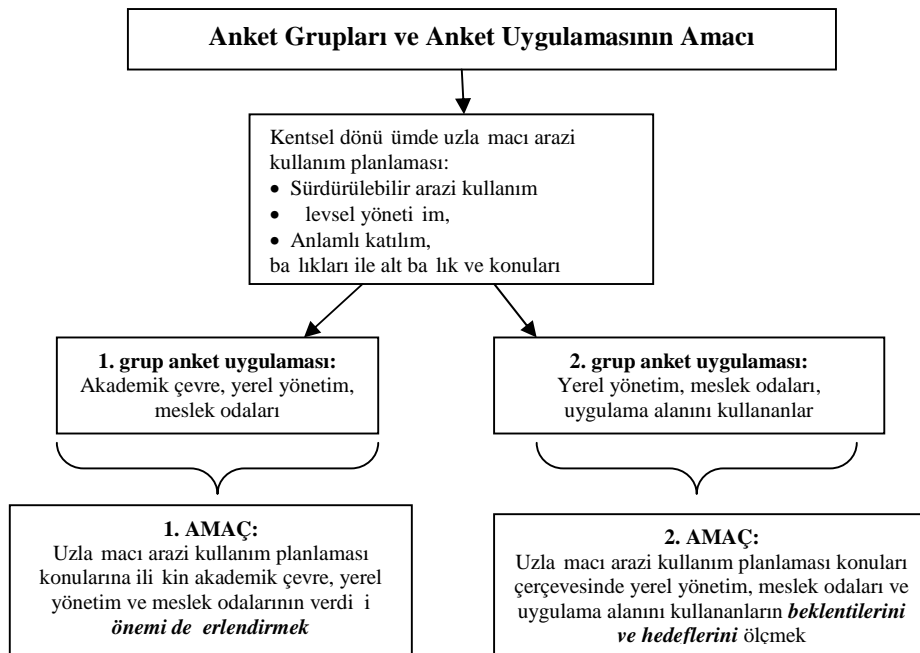 Anket Grupları ve Anket Uygulamasının Amacı
Kentsel dönü ümde uzla macı arazi
kullanım planlaması:
• Sürdürülebilir arazi kullanım
• levsel yöneti im,
• Anlamlı katılım,
ba lıkları ile alt ba lık ve konuları
1. grup anket uygulaması:
Akademik çevre, yerel yönetim,
meslek odaları
2. grup anket uygulaması:
Yerel yönetim, meslek odaları,
uygulama alanını kullananlar
1. AMAÇ:
Uzla macı arazi kullanım planlaması
konularına ili kin akademik çevre, yerel
yönetim ve meslek odalarının verdi i
önemi de erlendirmek
2. AMAÇ:
Uzla macı arazi kullanım planlaması konuları
çerçevesinde yerel yönetim, meslek odaları ve
uygulama alanını kullananların beklentilerini
ve hedeflerini ölçmek